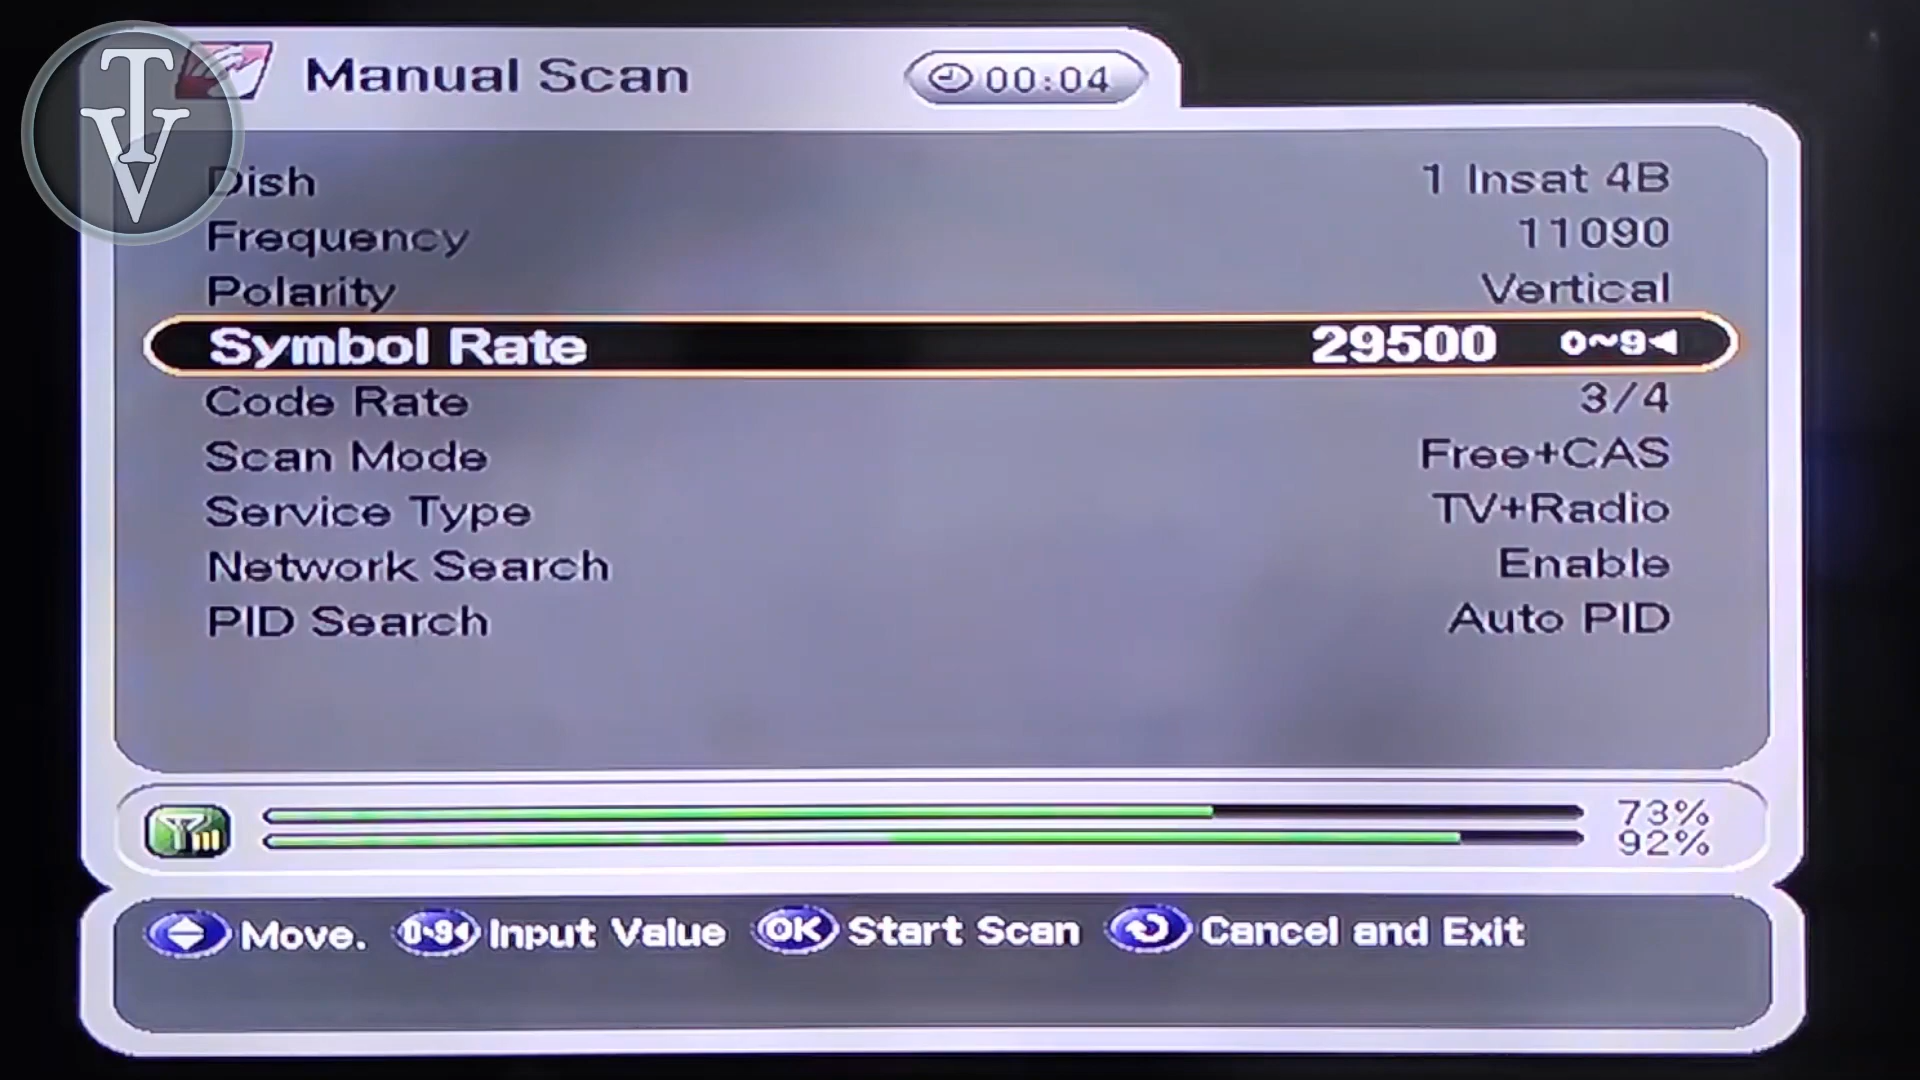 TV
Manual Scan 00:04
Dish 1 Insat 4B
Frequency 11090
Polarity Vertical
Symbol Rate 29500 0~9◀
Code Rate 3/4
Scan Mode Free+CAS
Service Type TV+Radio
Network Search Enable
PID Search Auto PID
73%
92%
Move. 0~9◀ Input Value OK Start Scan Cancel and Exit